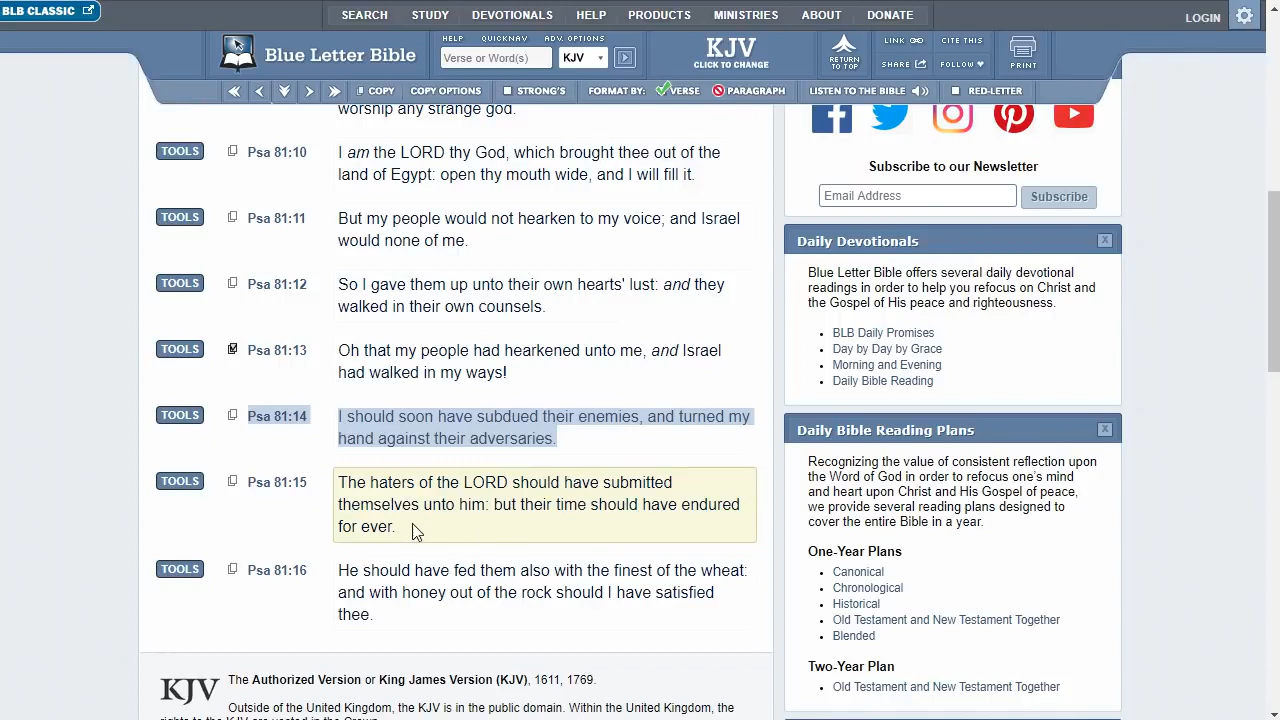 BLB CLASSIC
SEARCH STUDY DEVOTIONALS HELP PRODUCTS MINISTRIES ABOUT DONATE
LOGIN
HELP QUICKNAV ADV. OPTIONS
Blue Letter Bible
Verse or Word(s) KJV
KJV
CLICK TO CHANGE
RETURN
TO TOP
LINK CITE THIS
SHARE FOLLOW
PRINT
COPY COPY OPTIONS STRONG'S FORMAT BY: VERSE PARAGRAPH LISTEN TO THE BIBLE RED-LETTER
worship any strange god.
TOOLS Psa 81:10 I am the LORD thy God, which brought thee out of the
land of Egypt: open thy mouth wide, and I will fill it.
TOOLS Psa 81:11 But my people would not hearken to my voice; and Israel
would none of me.
TOOLS Psa 81:12 So I gave them up unto their own hearts' lust: and they
walked in their own counsels.
TOOLS Psa 81:13 Oh that my people had hearkened unto me, and Israel
had walked in my ways!
TOOLS Psa 81:14 I should soon have subdued their enemies, and turned my
hand against their adversaries.
TOOLS Psa 81:15 The haters of the LORD should have submitted
themselves unto him: but their time should have endured
for ever.
TOOLS Psa 81:16 He should have fed them also with the finest of the wheat:
and with honey out of the rock should I have satisfied
thee.
KJV
The Authorized Version or King James Version (KJV), 1611, 1769.
Outside of the United Kingdom, the KJV is in the public domain. Within the United Kingdom, the
rights to the KJV are vested in the Crown.
Subscribe to our Newsletter
Email Address Subscribe
Daily Devotionals
Blue Letter Bible offers several daily devotional
readings in order to help you refocus on Christ and
the Gospel of His peace and righteousness.
BLB Daily Promises
Day by Day by Grace
Morning and Evening
Daily Bible Reading
Daily Bible Reading Plans
Recognizing the value of consistent reflection upon
the Word of God in order to refocus one's mind
and heart upon Christ and His Gospel of peace,
we provide several reading plans designed to
cover the entire Bible in a year.
One-Year Plans
Canonical
Chronological
Historical
Old Testament and New Testament Together
Blended
Two-Year Plan
Old Testament and New Testament Together